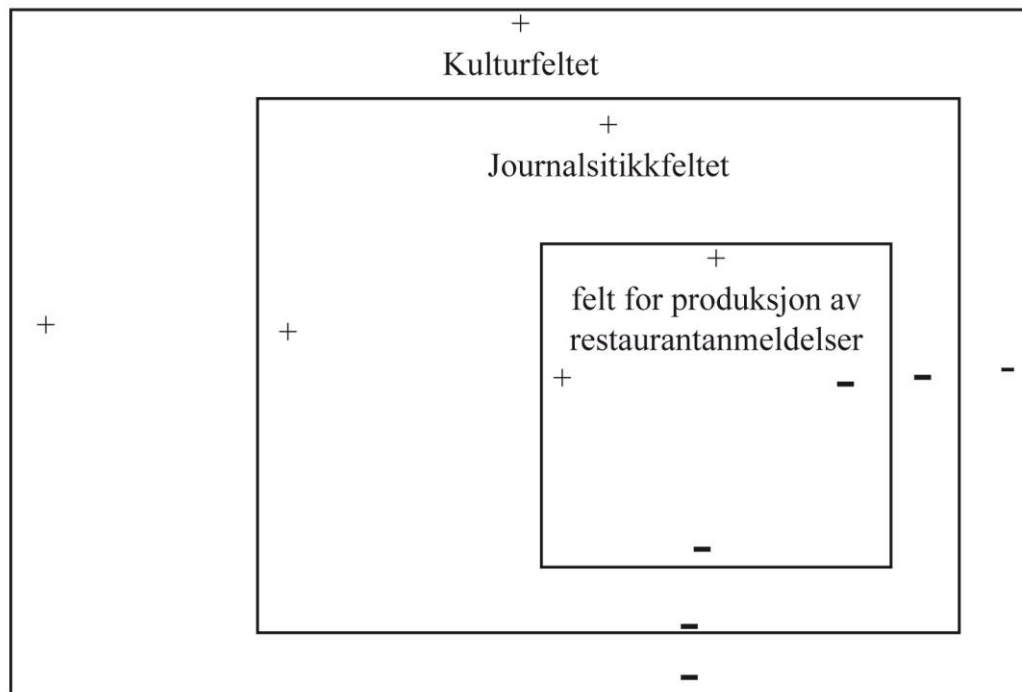 +
Kulturfeltet
+
Journalsitikkfeltet
+
felt for produksjon av
restaurantanmeldelser
+ + + - - -
-
-
-